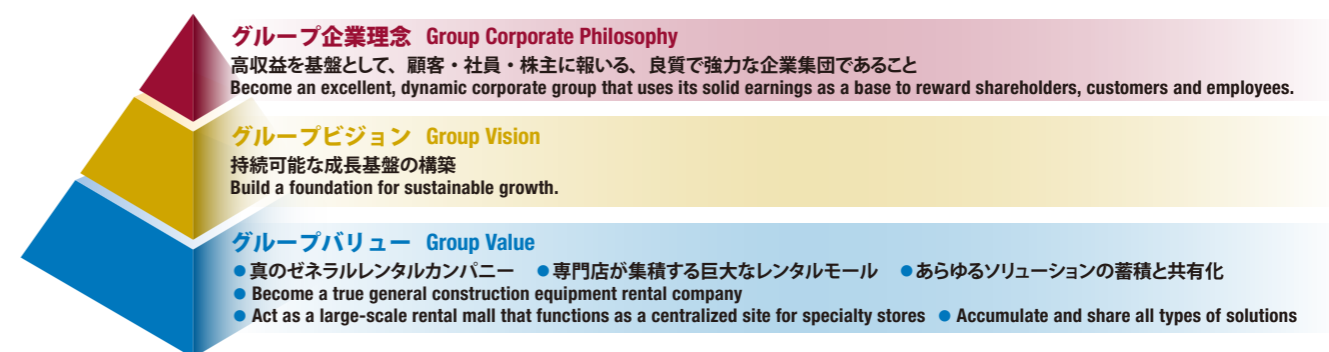 グループ企業理念 Group Corporate Philosophy
高収益を基盤として、顧客・社員・株主に報いる、良質で強力な企業集団であること
Become an excellent, dynamic corporate group that uses its solid earnings as a base to reward shareholders, customers and employees.
グループビジョン Group Vision
持続可能な成長基盤の構築
Build a foundation for sustainable growth.
グループバリュー Group Value
●真のゼネラルレンタルカンパニー ●専門店が集積する巨大なレンタルモール ●あらゆるソリューションの蓄積と共有化
● Become a true general construction equipment rental company
● Act as a large-scale rental mall that functions as a centralized site for specialty stores ● Accumulate and share all types of solutions